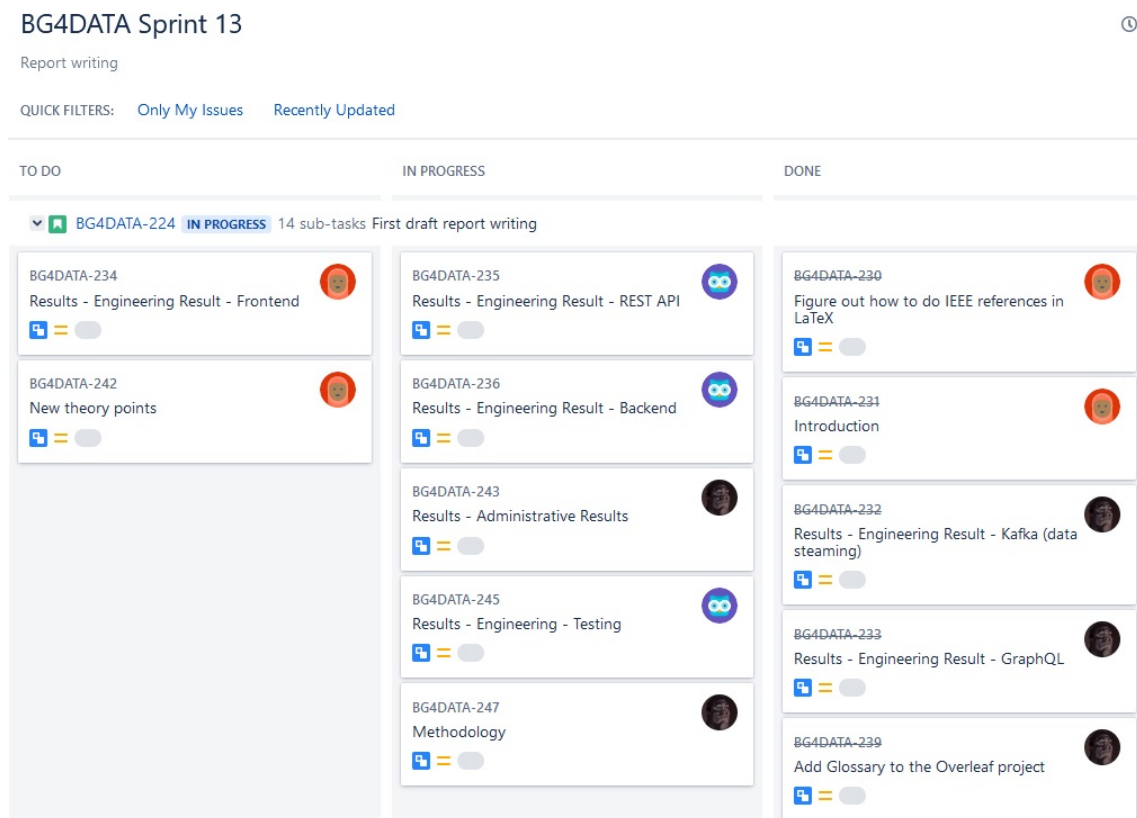 BG4DATA Sprint 13
Report writing
QUICK FILTERS: Only My Issues Recently Updated
TO DO
IN PROGRESS
DONE
BG4DATA-224 IN PROGRESS 14 sub-tasks First draft report writing
BG4DATA-234
Results - Engineering Result - Frontend
BG4DATA-242
New theory points
BG4DATA-235
Results - Engineering Result - REST API
BG4DATA-236
Results - Engineering Result - Backend
BG4DATA-243
Results - Administrative Results
BG4DATA-245
Results - Engineering - Testing
BG4DATA-247
Methodology
BG4DATA-230
Figure out how to do IEEE references in
LaTeX
BG4DATA-231
Introduction
BG4DATA-232
Results - Engineering Result - Kafka (data
steaming)
BG4DATA-233
Results - Engineering Result - GraphQL
BG4DATA-239
Add Glossary to the Overleaf project